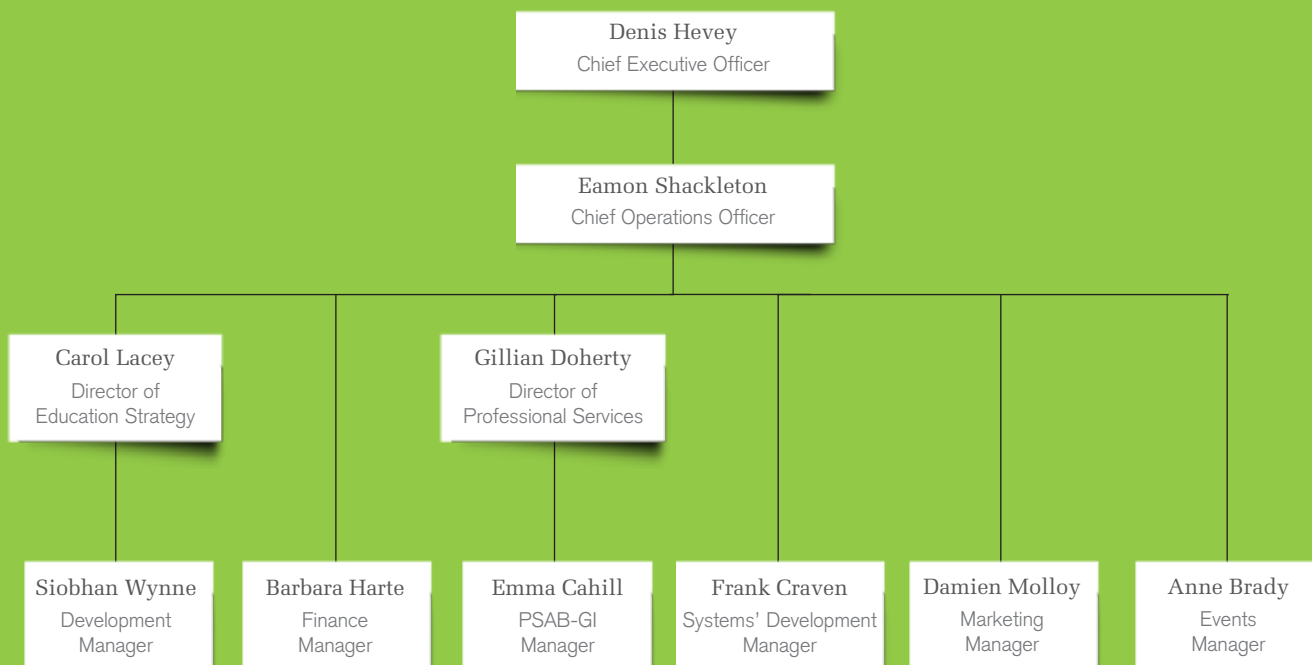 Denis Hevey
Chief Executive Officer
Eamon Shackleton
Chief Operations Officer
Carol Lacey
Director of
Education Strategy
Gillian Doherty
Director of
Professional Services
Siobhan Wynne
Development
Manager
Barbara Harte
Finance
Manager
Emma Cahill
PSAB-GI
Manager
Frank Craven
Systems’ Development
Manager
Damien Molloy
Marketing
Manager
Anne Brady
Events
Manager